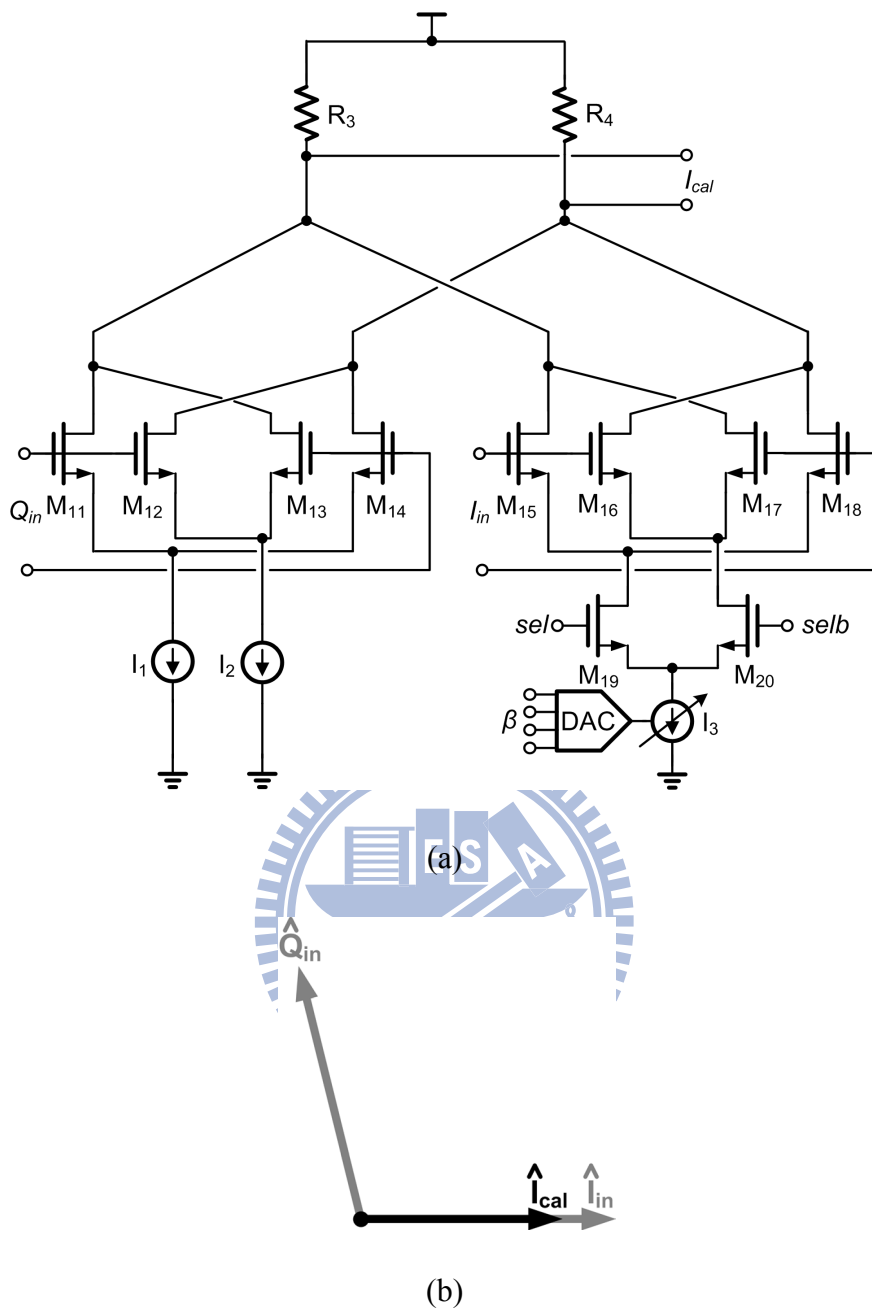 R3
R4
Ical
Qin M11 M12 M13 M14
Iin M15 M16 M17 M18
sel
selb
M19 M20
I1 I2
β DAC I3
E S A
(a)
Q̂in
Îcal Îin
(b)